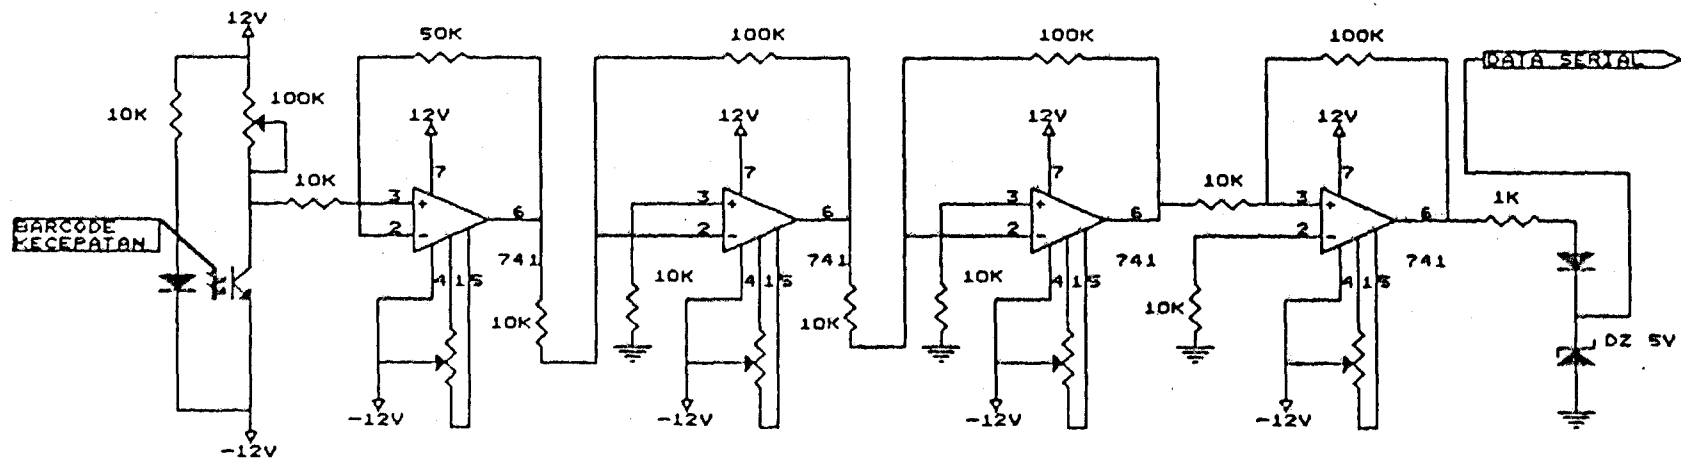 12V
50K
100K
100K
100K
DATA SERIAL
10K
100K
12V
12V
12V
12V
7
7
7
7
10K
10K
1K
3
2
6
3
2
6
3
2
6
3
2
6
BARCODE
KECEPATAN
741
741
741
741
10K
10K
10K
4 1 5
4 1 5
4 1 5
4 1 5
10K
10K
DZ 5V
-12V
-12V
-12V
-12V
-12V